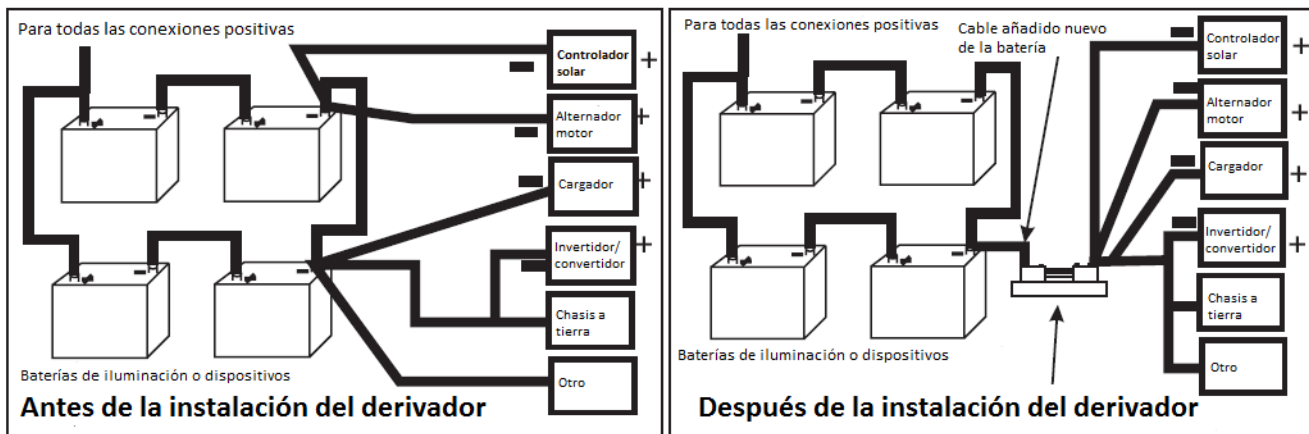 Para todas las conexiones positivas
Controlador
solar
+
Alternador
motor
+
Cargador
+
Invertidor/
convertidor
+
Chasis a
tierra
Otro
Baterías de iluminación o dispositivos
Antes de la instalación del derivador
Para todas las conexiones positivas
Cable añadido nuevo
de la batería
Controlador
solar
+
Alternador
motor
+
Cargador
+
Invertidor/
convertidor
+
Chasis a
tierra
Otro
Baterías de iluminación o dispositivos
Después de la instalación del derivador